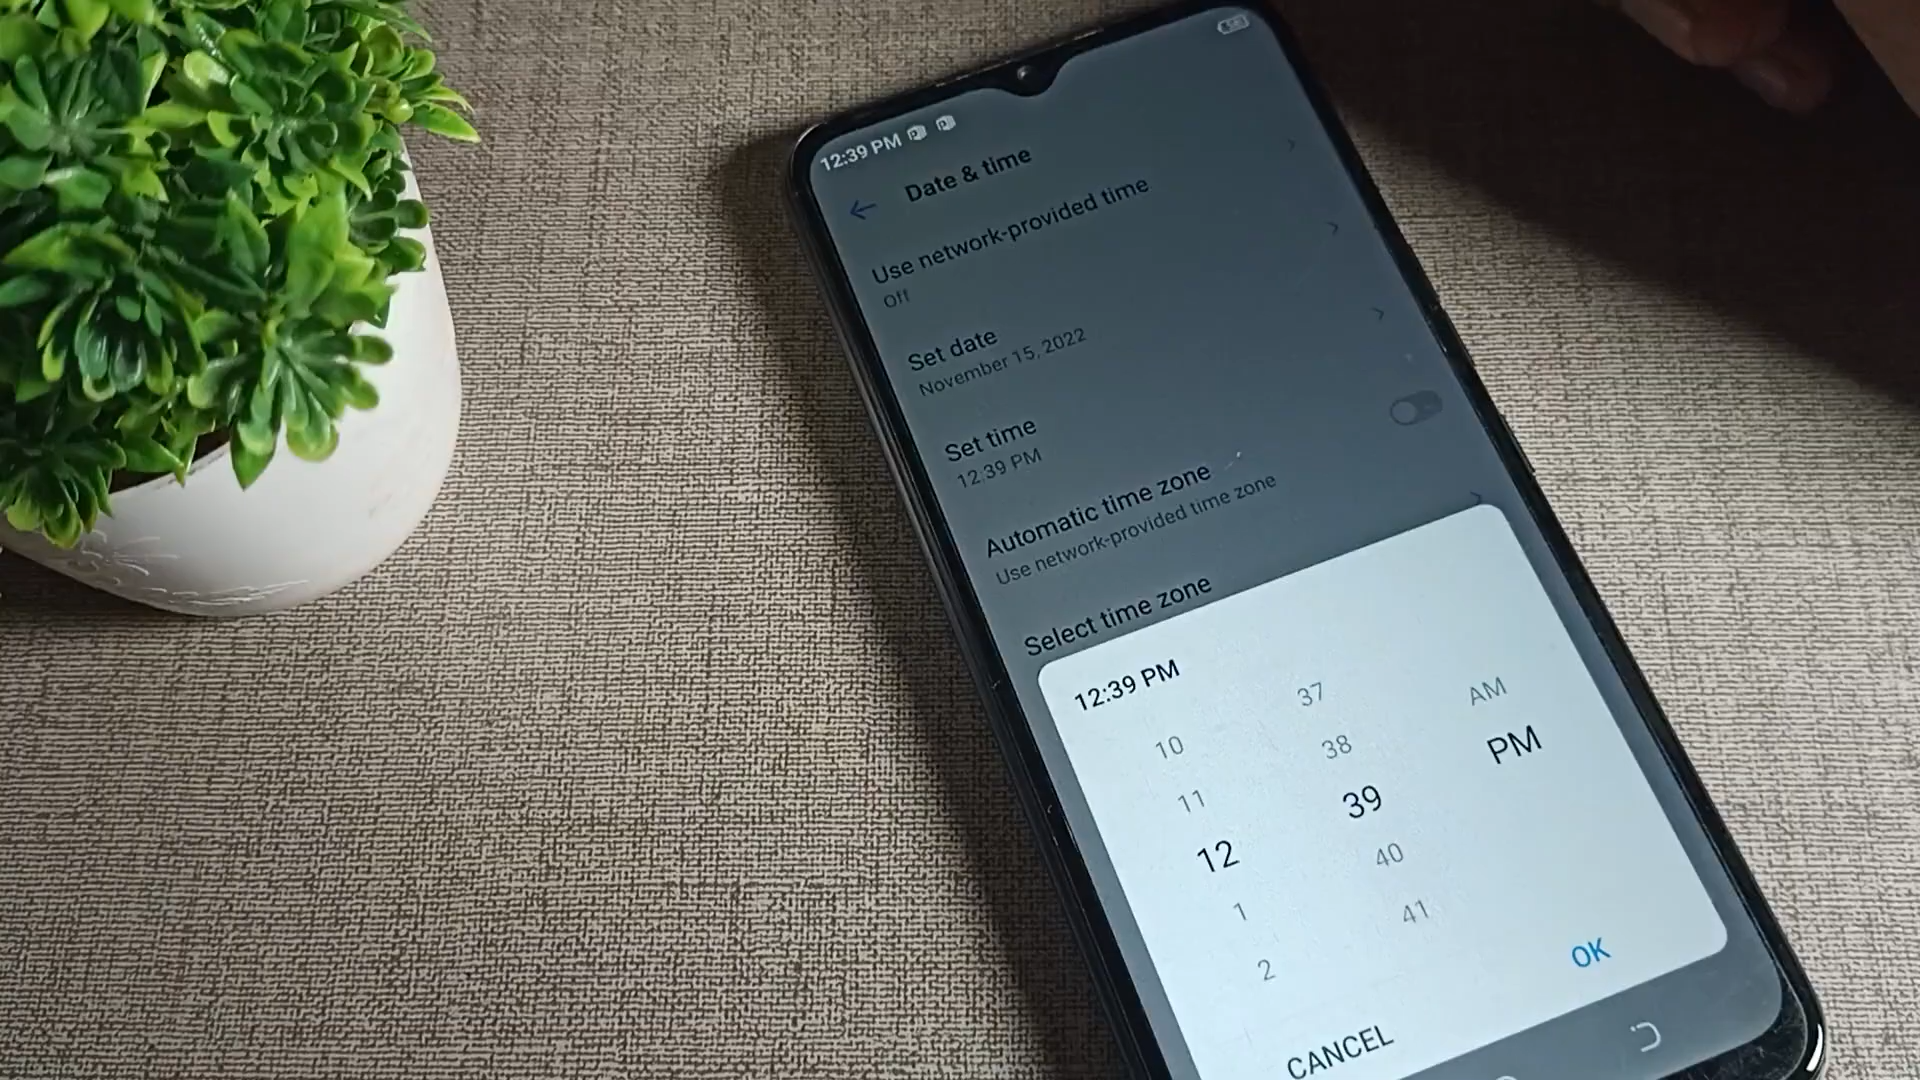 12:39 PM
Date & time
Use network-provided time
Off
Set date
November 15, 2022
Set time
12:39 PM
Automatic time zone
Use network-provided time zone
Select time zone
12:39 PM
10 37 AM
11 38 PM
12 39
1 40
2 41
CANCEL OK